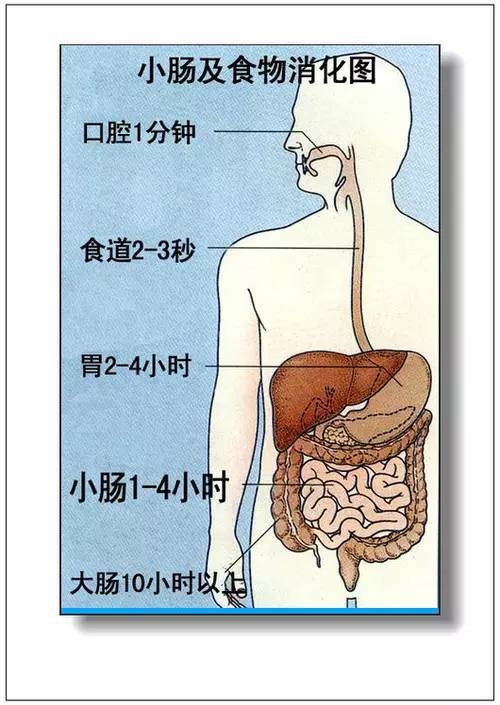 小肠及食物消化图
口腔1分钟
食道2-3秒
胃2-4小时
小肠1-4小时
大肠10小时以上